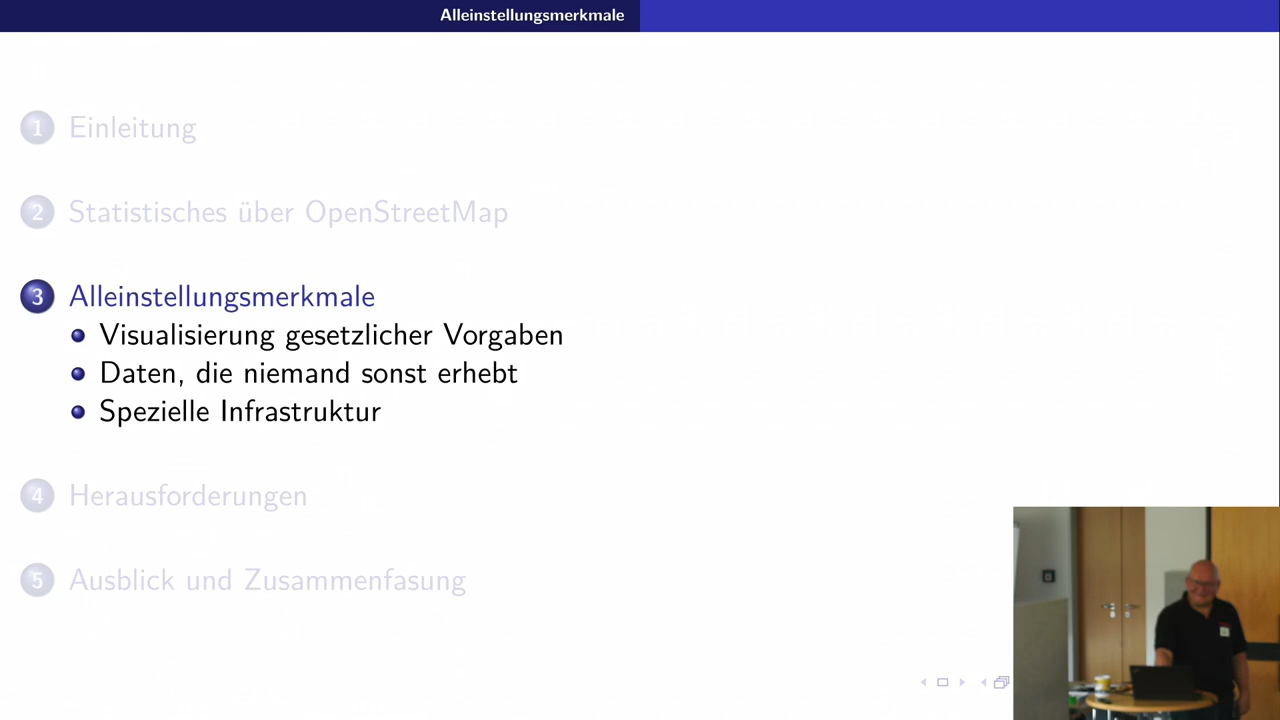 Alleinstellungsmerkmale
1 Einleitung
2 Statistisches über OpenStreetMap
3 Alleinstellungsmerkmale
Visualisierung gesetzlicher Vorgaben
Daten, die niemand sonst erhebt
Spezielle Infrastruktur
4 Herausforderungen
5 Ausblick und Zusammenfasung